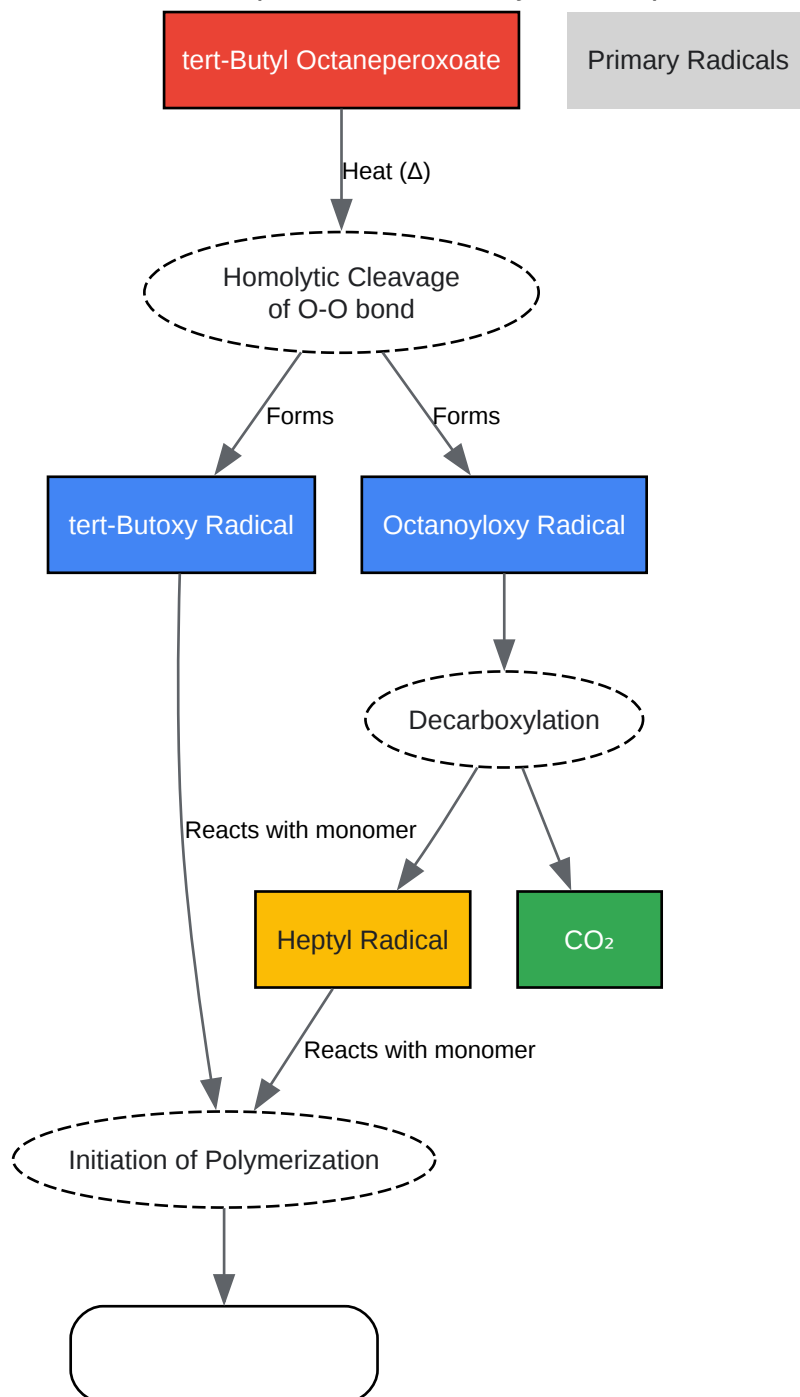 tert-Butyl Octaneperoxoate
Primary Radicals
Heat (Δ)
Homolytic Cleavage
of O-O bond
Forms
Forms
tert-Butoxy Radical
Octanoyloxy Radical
Decarboxylation
Reacts with monomer
Heptyl Radical
CO₂
Reacts with monomer
Initiation of Polymerization